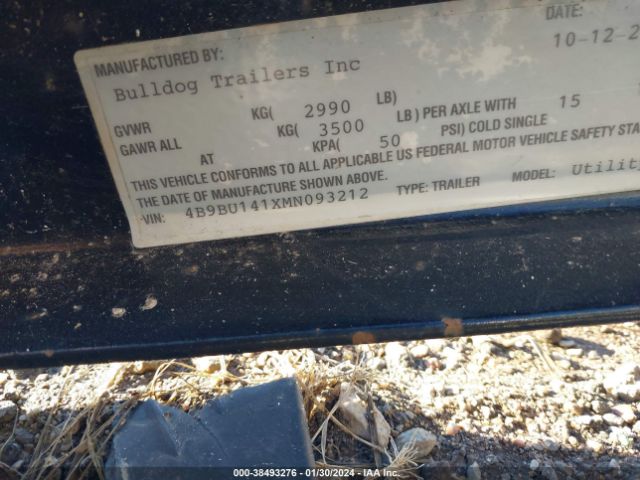 DATE:
MANUFACTURED BY: 10-12-2
Bulldog Trailers Inc
GVWR KG( 2990 LB)
GAWR ALL KG( 3500 LB) PER AXLE WITH 15
AT KPA( 50 PSI) COLD SINGLE
THIS VEHICLE CONFORMS TO ALL APPLICABLE US FEDERAL MOTOR VEHICLE SAFETY STA
THE DATE OF MANUFACTURE SHOWN ABOVE.
VIN: 4B9BU141XMN093212 TYPE: TRAILER MODEL: Utilit
000-38493276 | 01/30/2024 | IAA Inc.